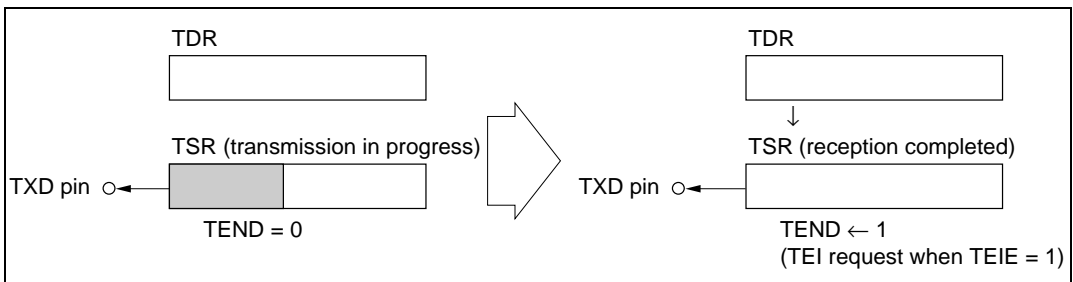 TDR
TSR (transmission in progress)
TXD pin
TEND = 0
TDR
↓
TSR (reception completed)
TXD pin
TEND ← 1
(TEI request when TEIE = 1)